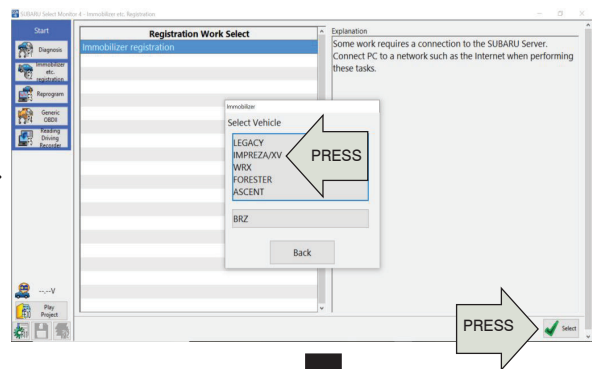 SUBARU Select Monitor 4 - Immobilizer etc. Registration
Start
Diagnosis
Immobilizer
etc.
registration
Reprogram
Generic
OBDII
Reading
Driving
Recorder
--.--V
Play
Project
Registration Work Select
Immobilizer registration
Explanation
Some work requires a connection to the SUBARU Server.
Connect PC to a network such as the Internet when performing
these tasks.
Immobilizer
Select Vehicle
LEGACY
IMPREZA/XV
WRX
FORESTER
ASCENT
BRZ
Back
PRESS
PRESS
Select